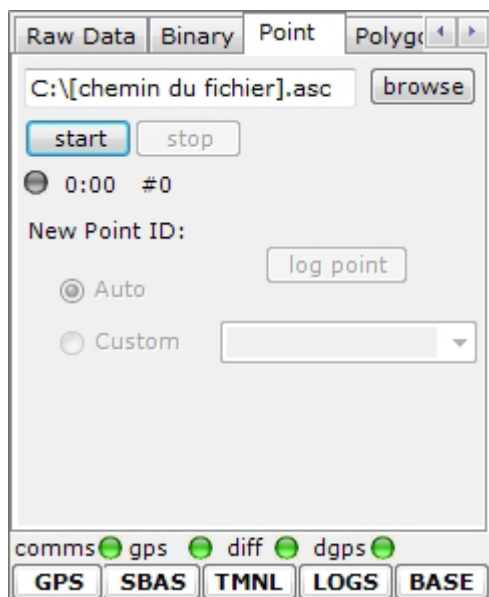 Raw Data Binary Point
C:\[chemin du fichier].asc browse
start stop
0:00 #0
New Point ID:
log point
Auto
Custom
comms gps diff dgps
GPS SBAS TMNL LOGS BASE